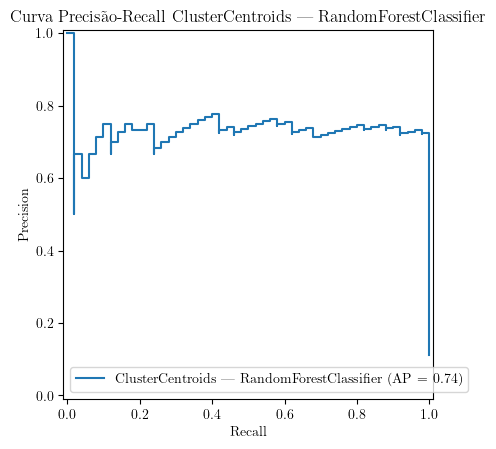 Curva Precisão-Recall ClusterCentroids — RandomForestClassifier
1.0
0.8
0.6
0.4
0.2
0.0
Precision
ClusterCentroids — RandomForestClassifier (AP = 0.74)
0.0 0.2 0.4 0.6 0.8 1.0
Recall